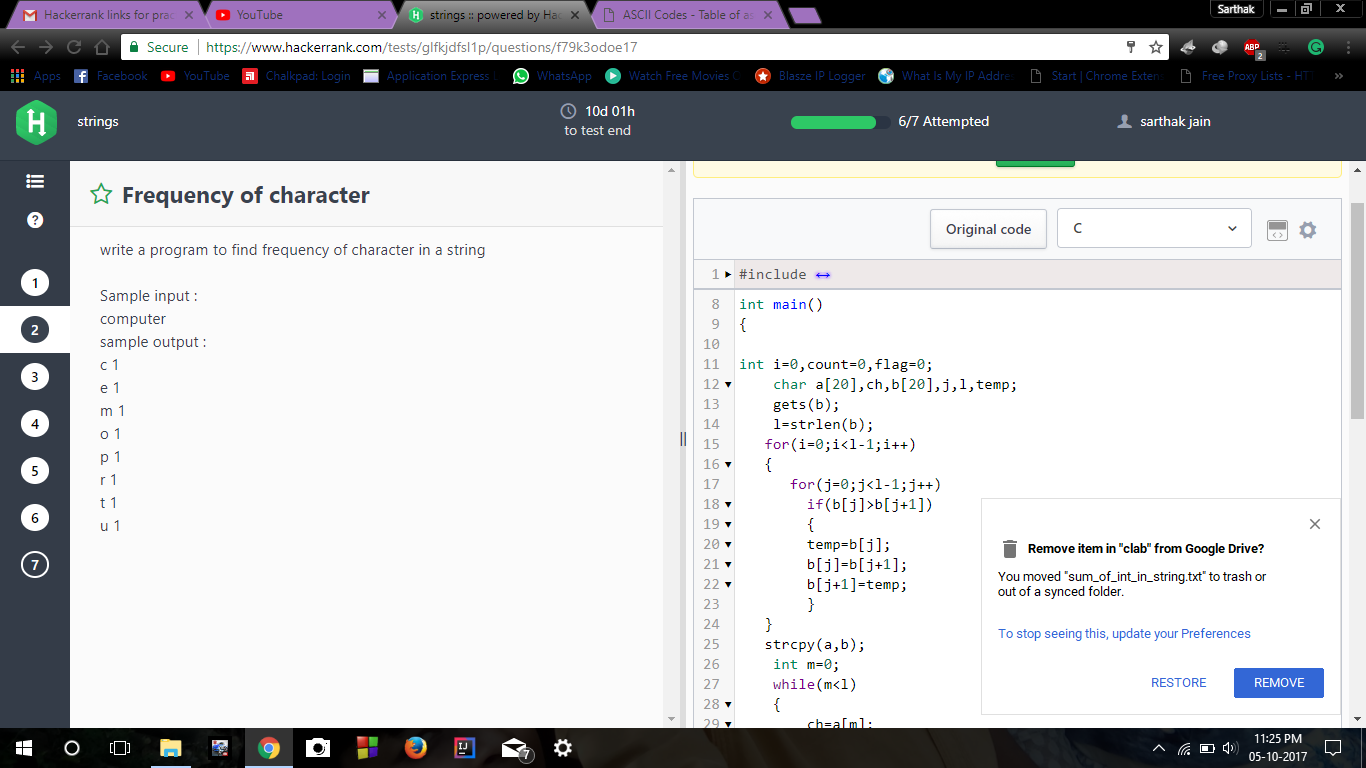 Hackerrank links for prac
YouTube
strings :: powered by Ha
ASCII Codes - Table of as
Sarthak
Secure
https://www.hackerrank.com/tests/glfkjdfsl1p/questions/f79k3odoe17
ABP
2
Apps
Facebook
YouTube
Chalkpad: Login
Application Express
WhatsApp
Watch Free Movies
Blasze IP Logger
What Is My IP Addre
Start | Chrome Exten
Free Proxy Lists - HT
»
H
strings
10d 01h
to test end
6/7 Attempted
sarthak jain
?
1
2
3
4
5
6
7
Frequency of character
write a program to find frequency of character in a string
Sample input :
computer
sample output :
c 1
e 1
m 1
o 1
p 1
r 1
t 1
u 1
Original code
C
1 #include
8 int main()
9 {
10
11 int i=0,count=0,flag=0;
12 char a[20],ch,b[20],j,l,temp;
13 gets(b);
14 l=strlen(b);
15 for(i=0;i<l-1;i++)
16 {
17 for(j=0;j<l-1;j++)
18 if(b[j]>b[j+1])
19 {
20 temp=b[j];
21 b[j]=b[j+1];
22 b[j+1]=temp;
23 }
24 }
25 strcpy(a,b);
26 int m=0;
27 while(m<l)
28 {
29 ch=a[m];
Remove item in "clab" from Google Drive?
You moved "sum_of_int_in_string.txt" to trash or
out of a synced folder.
To stop seeing this, update your Preferences
RESTORE
REMOVE
7
11:25 PM
05-10-2017